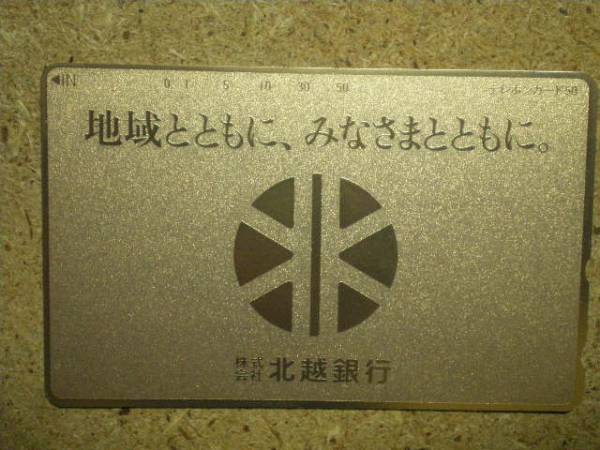 ◀IN 0 1 5 10 30 50 テレホンカード50
地域とともに、みなさまとともに。
株式会社 北越銀行